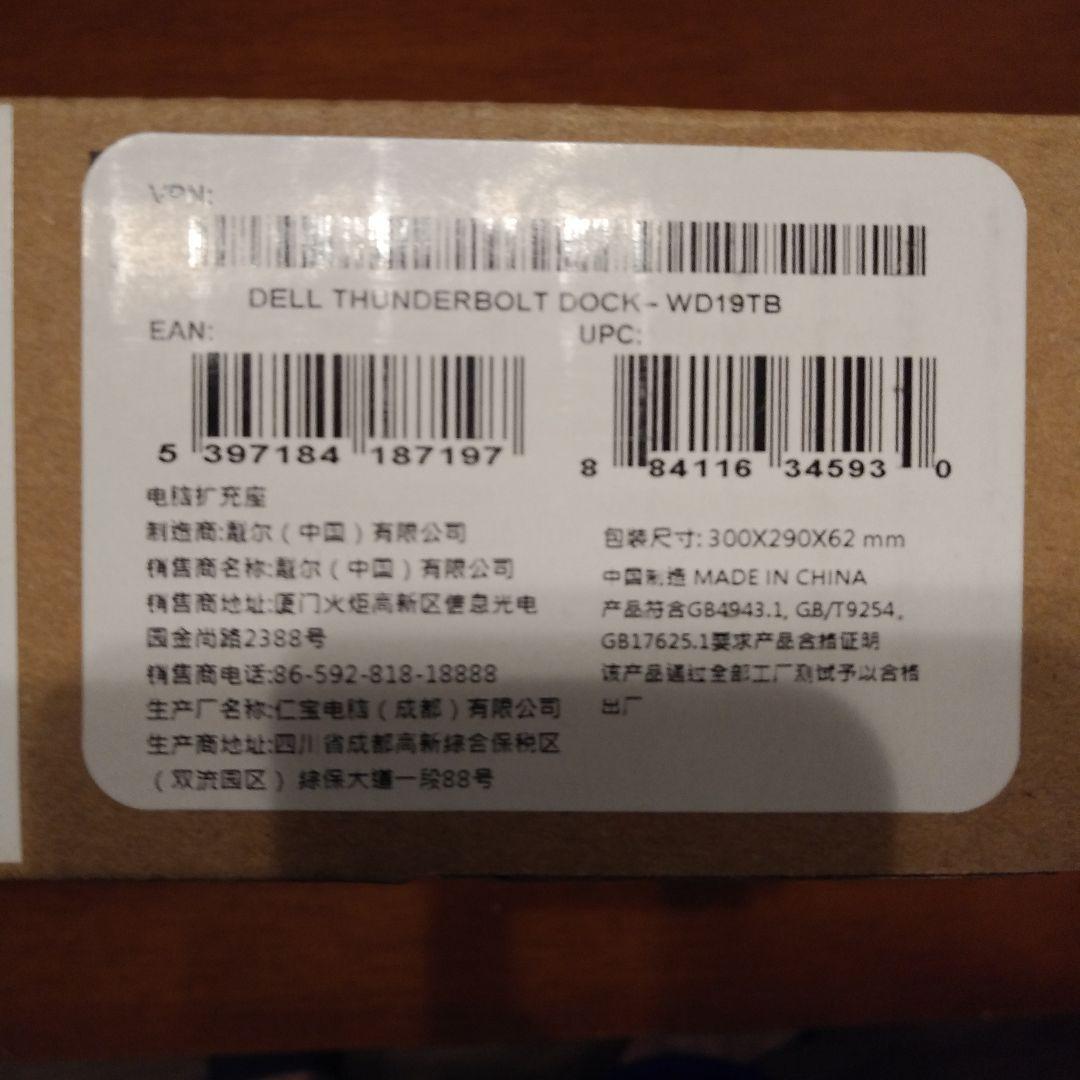 VPN:
DELL THUNDERBOLT DOCK - WD19TB
EAN:
UPC:
5 397184 187197
8 84116 34593 0
电脑扩充座
制造商:戴尔（中国）有限公司
销售商名称:戴尔（中国）有限公司
销售商地址:厦门火炬高新区信息光电
园金尚路2388号
销售商电话:86-592-818-18888
生产厂名称:仁宝电脑（成都）有限公司
生产商地址:四川省成都高新综合保税区
（双流园区） 综保大道一段88号
包装尺寸: 300X290X62 mm
中国制造 MADE IN CHINA
产品符合GB4943.1, GB/T9254,
GB17625.1要求产品合格证明
该产品通过全部工厂测试予以合格
出厂